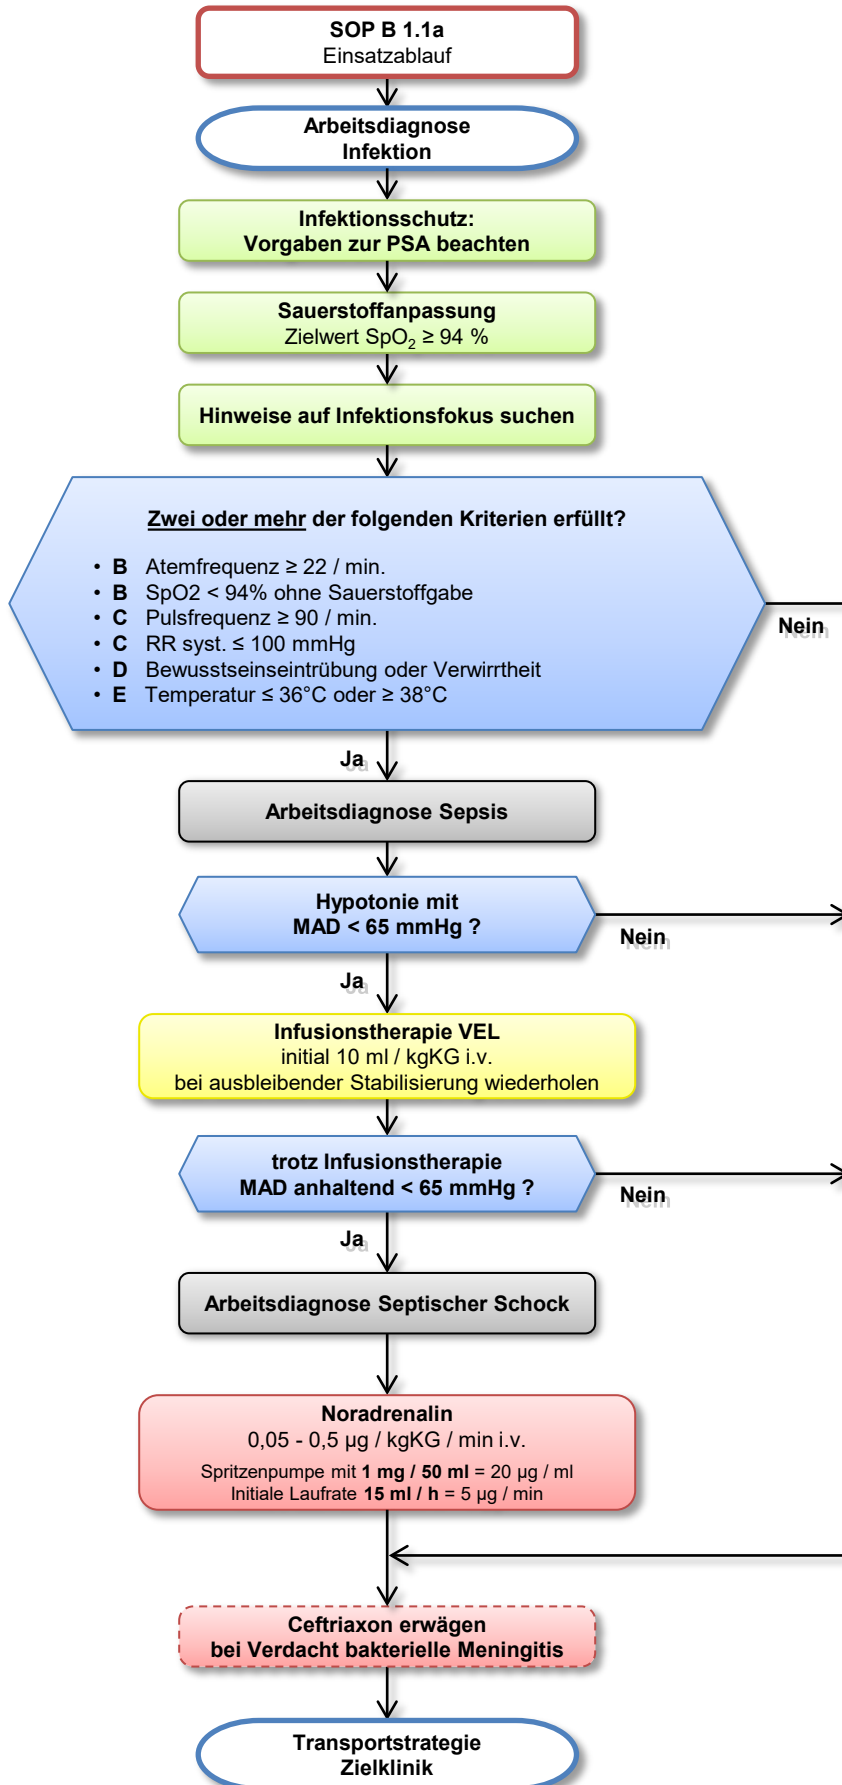 SOP B 1.1a
Einsatzablauf
Arbeitsdiagnose
Infektion
Infektionsschutz:
Vorgaben zur PSA beachten
Sauerstoffanpassung
Zielwert SpO₂ ≥ 94 %
Hinweise auf Infektionsfokus suchen
Zwei oder mehr der folgenden Kriterien erfüllt?
• B Atemfrequenz ≥ 22 / min.
• B SpO2 < 94% ohne Sauerstoffgabe
• C Pulsfrequenz ≥ 90 / min.
• C RR syst. ≤ 100 mmHg
• D Bewusstseinseintrübung oder Verwirrtheit
• E Temperatur ≤ 36°C oder ≥ 38°C
Nein
Ja
Arbeitsdiagnose Sepsis
Hypotonie mit
MAD < 65 mmHg ?
Nein
Ja
Infusionstherapie VEL
initial 10 ml / kgKG i.v.
bei ausbleibender Stabilisierung wiederholen
trotz Infusionstherapie
MAD anhaltend < 65 mmHg ?
Nein
Ja
Arbeitsdiagnose Septischer Schock
Noradrenalin
0,05 - 0,5 µg / kgKG / min i.v.
Spritzenpumpe mit 1 mg / 50 ml = 20 µg / ml
Initiale Laufrate 15 ml / h = 5 µg / min
Ceftriaxon erwägen
bei Verdacht bakterielle Meningitis
Transportstrategie
Zielklinik